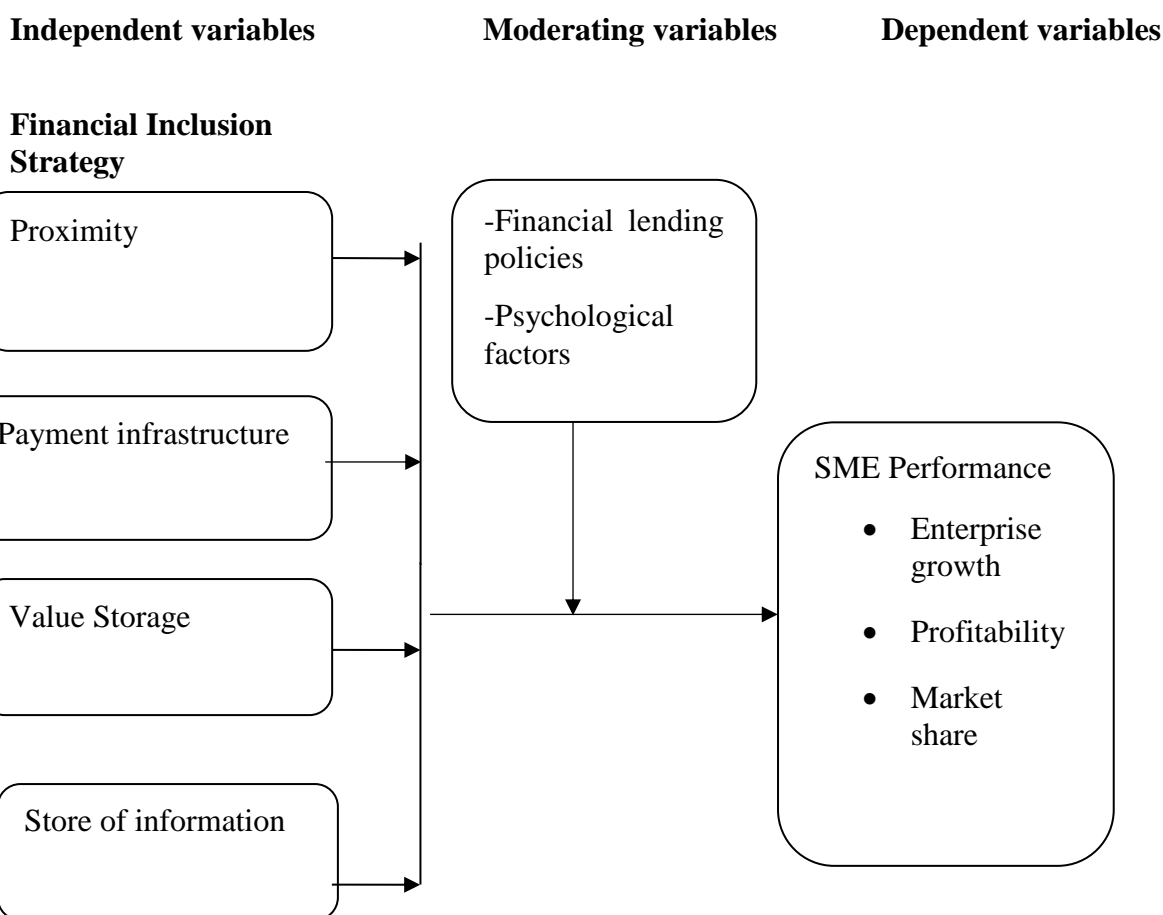 Independent variables
Moderating variables
Dependent variables
Financial Inclusion
Strategy
Proximity
Payment infrastructure
Value Storage
Store of information
-Financial lending
policies
-Psychological
factors
SME Performance
• Enterprise
growth
• Profitability
• Market
share